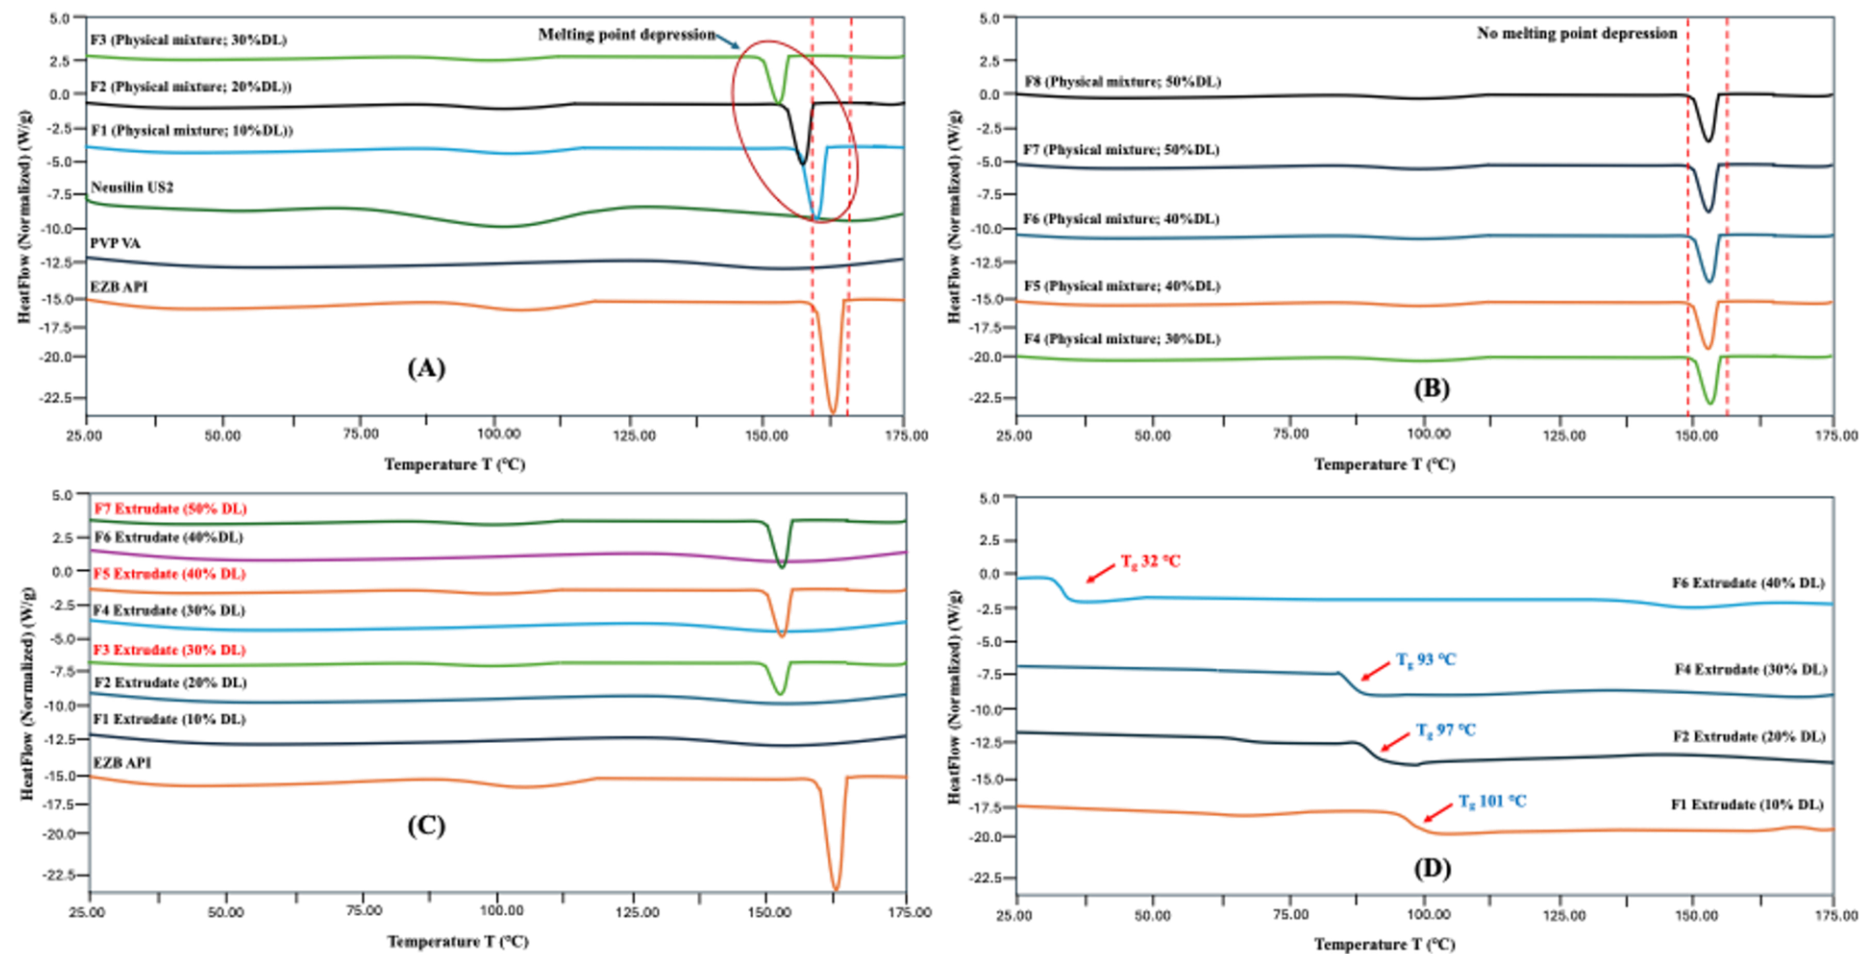 5.0
2.5
0.0
-2.5
-5.0
-7.5
-10.0
-12.5
-15.0
-17.5
-20.0
-22.5
HeatFlow (Normalized) (W/g)
F3 (Physical mixture; 30%DL)
F2 (Physical mixture; 20%DL))
F1 (Physical mixture; 10%DL))
Neusilin US2
PVP VA
EZB API
Melting point depression
(A)
25.00 50.00 75.00 100.00 125.00 150.00 175.00
Temperature T (°C)
5.0
2.5
0.0
-2.5
-5.0
-7.5
-10.0
-12.5
-15.0
-17.5
-20.0
-22.5
HeatFlow (Normalized) (W/g)
No melting point depression
F8 (Physical mixture; 50%DL)
F7 (Physical mixture; 50%DL)
F6 (Physical mixture; 40%DL)
F5 (Physical mixture; 40%DL)
F4 (Physical mixture; 30%DL)
(B)
25.00 50.00 75.00 100.00 125.00 150.00 175.00
Temperature T (°C)
5.0
2.5
0.0
-2.5
-5.0
-7.5
-10.0
-12.5
-15.0
-17.5
-20.0
-22.5
HeatFlow (Normalized) (W/g)
F7 Extrudate (50% DL)
F6 Extrudate (40%DL)
F5 Extrudate (40% DL)
F4 Extrudate (30% DL)
F3 Extrudate (30% DL)
F2 Extrudate (20% DL)
F1 Extrudate (10% DL)
EZB API
(C)
25.00 50.00 75.00 100.00 125.00 150.00 175.00
Temperature T (°C)
5.0
2.5
0.0
-2.5
-5.0
-7.5
-10.0
-12.5
-15.0
-17.5
-20.0
-22.5
HeatFlow (Normalized) (W/g)
Tg 32 °C
F6 Extrudate (40% DL)
Tg 93 °C
F4 Extrudate (30% DL)
Tg 97 °C
F2 Extrudate (20% DL)
Tg 101 °C
F1 Extrudate (10% DL)
(D)
25.00 50.00 75.00 100.00 125.00 150.00 175.00
Temperature T (°C)